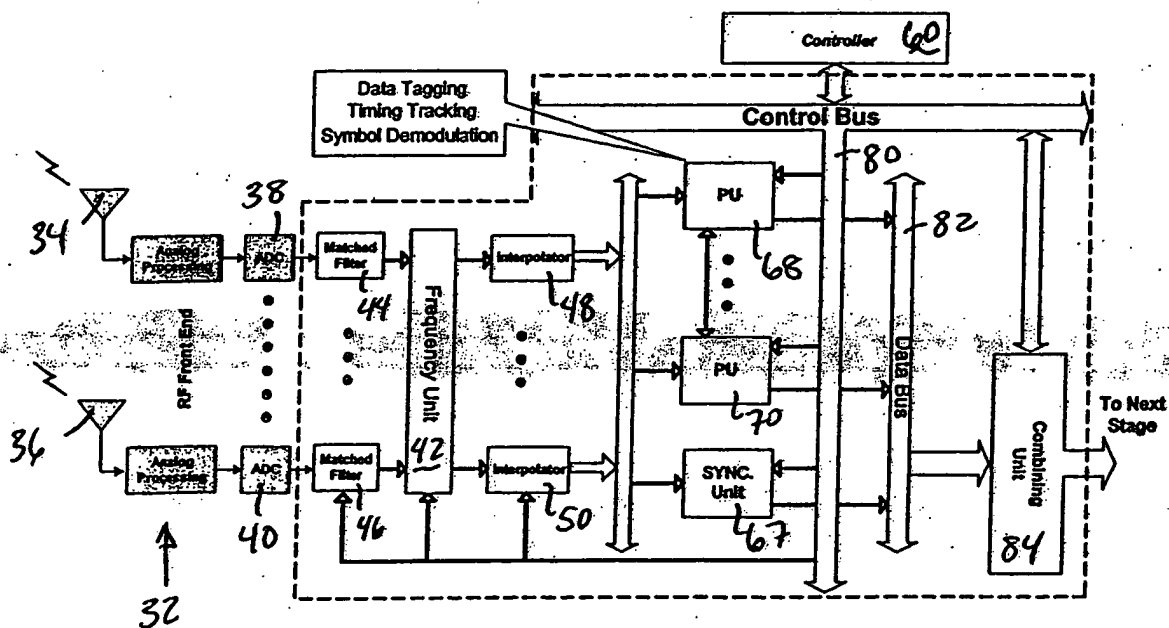 Controller 60
Data Tagging
Timing Tracking
Symbol Demodulation
Control Bus
80
34
38
Analog
Processing
ADC
Matched
Filter
44
Frequency Unit
42
Interpolator
48
PU
68
82
RF Front End
Data Bus
PU
70
36
Analog
Processing
ADC
40
Matched
Filter
46
Interpolator
50
SYNC.
Unit
67
Combining
Unit
84
To Next
Stage
32